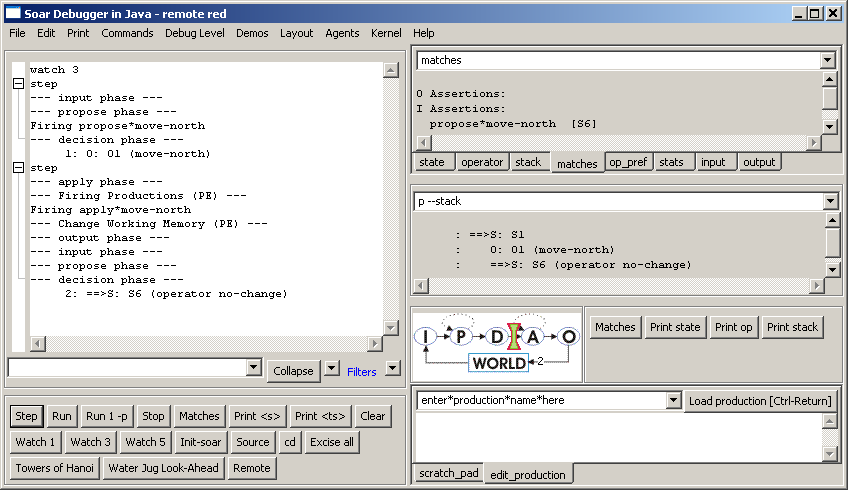 Soar Debugger in Java - remote red
File Edit Print Commands Debug Level Demos Layout Agents Kernel Help
watch 3
step
--- input phase ---
--- propose phase ---
Firing propose*move-north
--- decision phase ---
1: O: O1 (move-north)
step
--- apply phase ---
--- Firing Productions (PE) ---
Firing apply*move-north
--- Change Working Memory (PE) ---
--- output phase ---
--- input phase ---
--- propose phase ---
--- decision phase ---
2: ==>S: S6 (operator no-change)
Collapse Filters
Step Run Run 1 -p Stop Matches Print <s> Print <ts> Clear
Watch 1 Watch 3 Watch 5 Init-soar Source cd Excise all
Towers of Hanoi Water Jug Look-Ahead Remote
matches
O Assertions:
I Assertions:
propose*move-north [S6]
state operator stack matches op_pref stats input output
p --stack
: ==>S: S1
: O: O1 (move-north)
: ==>S: S6 (operator no-change)
I P D A O
WORLD 2
Matches Print state Print op Print stack
enter*production*name*here Load production [Ctrl-Return]
scratch_pad edit_production